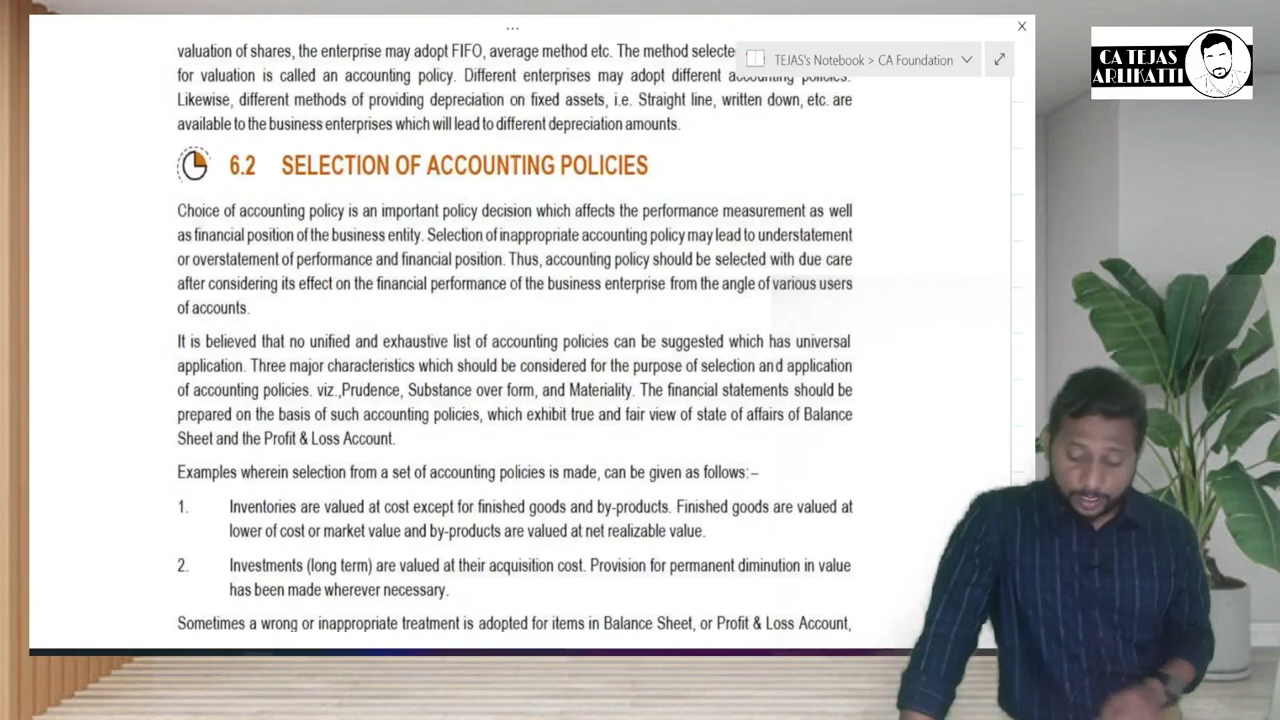 ...
CA TEJAS
ARLIKATTI
valuation of shares, the enterprise may adopt FIFO, average method etc. The method selected
TEJAS's Notebook > CA Foundation
for valuation is called an accounting policy. Different enterprises may adopt different accounting policies.
Likewise, different methods of providing depreciation on fixed assets, i.e. Straight line, written down, etc. are
available to the business enterprises which will lead to different depreciation amounts.
6.2 SELECTION OF ACCOUNTING POLICIES
Choice of accounting policy is an important policy decision which affects the performance measurement as well
as financial position of the business entity. Selection of inappropriate accounting policy may lead to understatement
or overstatement of performance and financial position. Thus, accounting policy should be selected with due care
after considering its effect on the financial performance of the business enterprise from the angle of various users
of accounts.
It is believed that no unified and exhaustive list of accounting policies can be suggested which has universal
application. Three major characteristics which should be considered for the purpose of selection and application
of accounting policies. viz.,Prudence, Substance over form, and Materiality. The financial statements should be
prepared on the basis of such accounting policies, which exhibit true and fair view of state of affairs of Balance
Sheet and the Profit & Loss Account.
Examples wherein selection from a set of accounting policies is made, can be given as follows:–
1. Inventories are valued at cost except for finished goods and by-products. Finished goods are valued at
lower of cost or market value and by-products are valued at net realizable value.
2. Investments (long term) are valued at their acquisition cost. Provision for permanent diminution in value
has been made wherever necessary.
Sometimes a wrong or inappropriate treatment is adopted for items in Balance Sheet, or Profit & Loss Account,